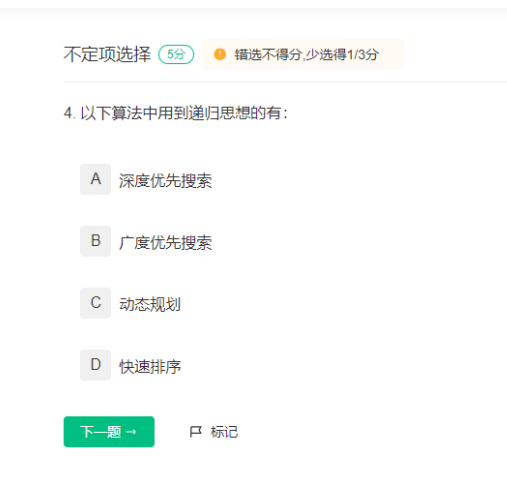 不定项选择 5分 错选不得分,少选得1/3分
4. 以下算法中用到递归思想的有:
A 深度优先搜索
B 广度优先搜索
C 动态规划
D 快速排序
下一题 → 标记